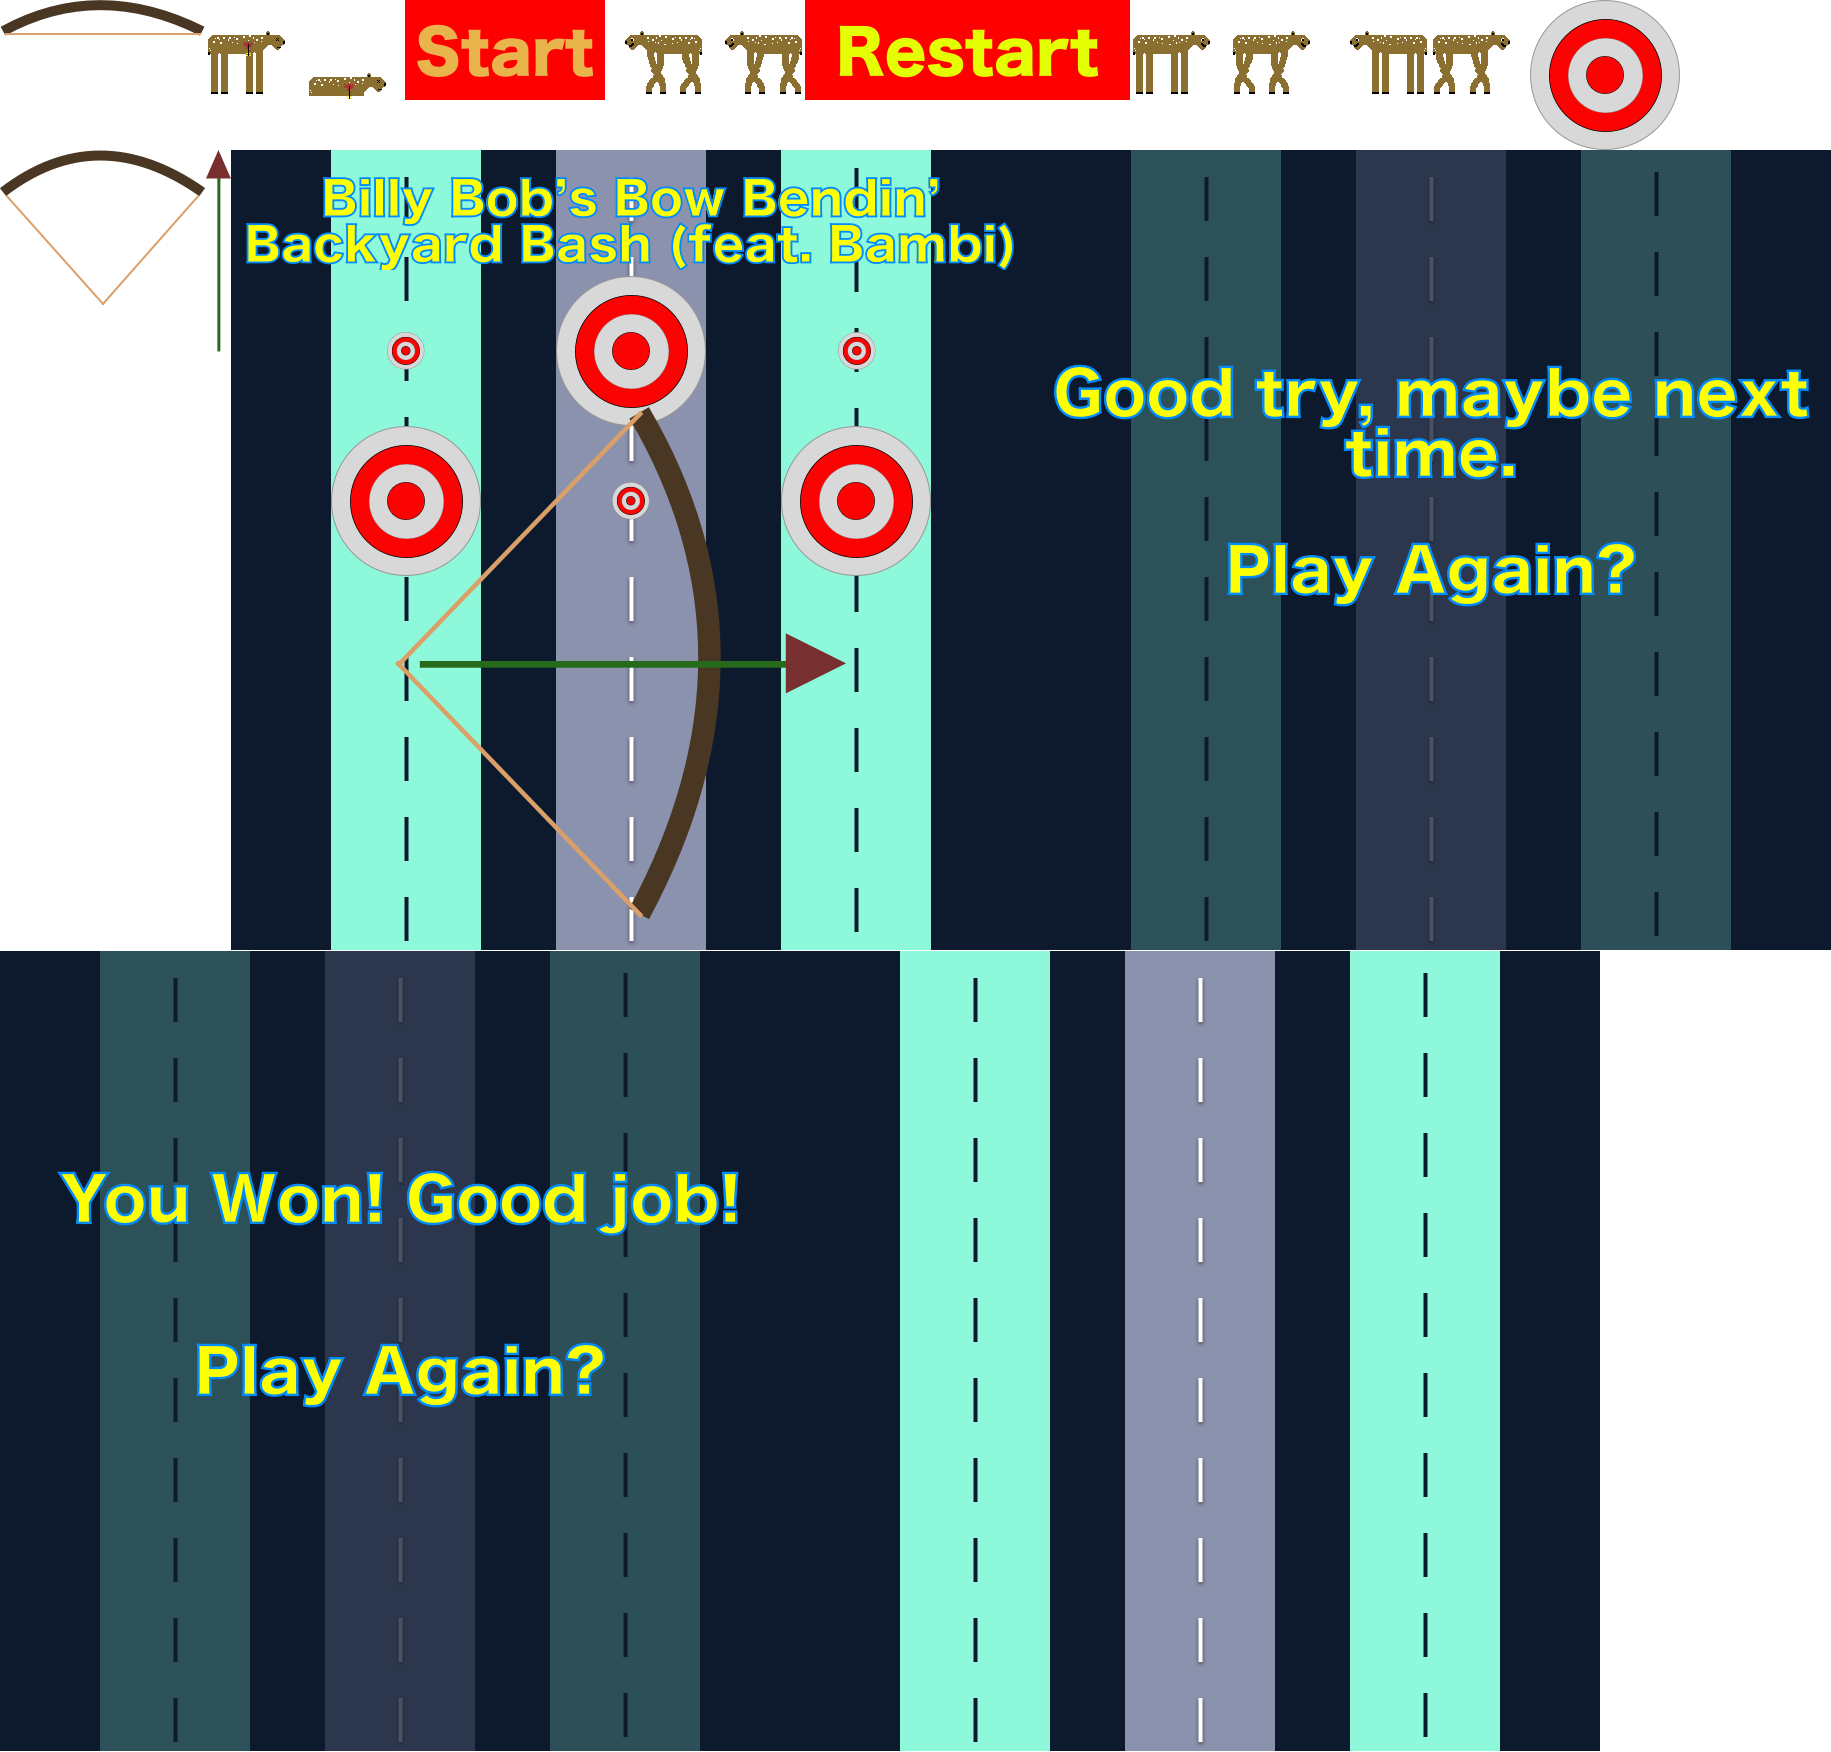 Start
Restart
Billy Bob’s Bow Bendin’
Backyard Bash (feat. Bambi)
Good try, maybe next
time.
Play Again?
You Won! Good job!
Play Again?